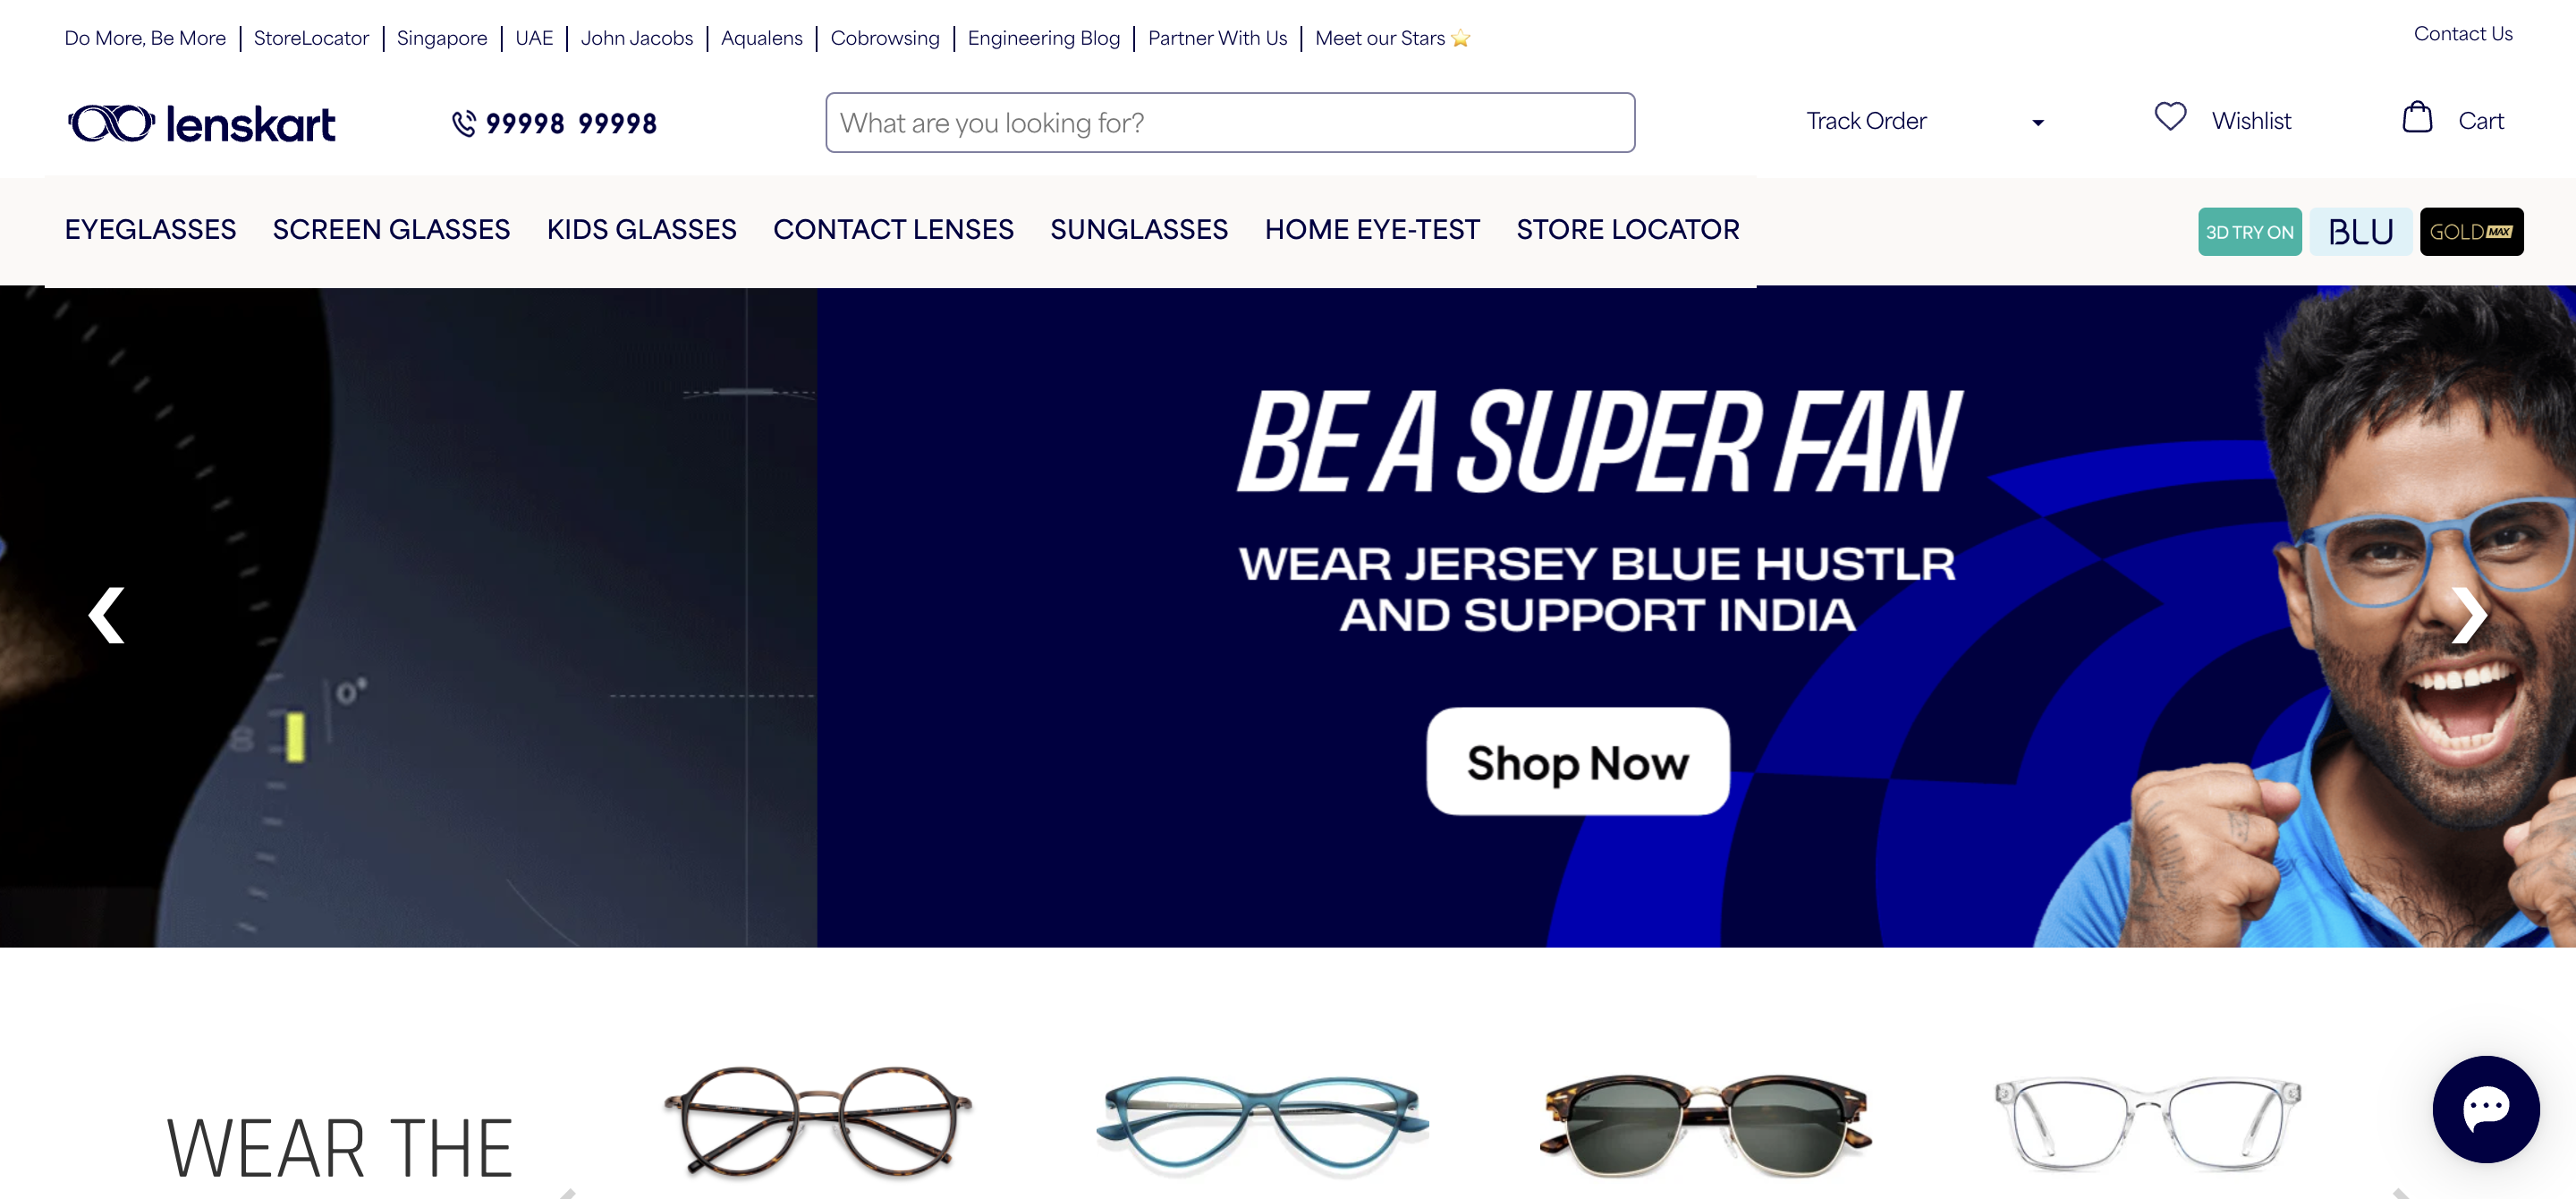 Do More, Be More | StoreLocator | Singapore | UAE | John Jacobs | Aqualens | Cobrowsing | Engineering Blog | Partner With Us | Meet our Stars ⭐
Contact Us
lenskart
99998 99998
What are you looking for?
Track Order
Wishlist
Cart
EYEGLASSES SCREEN GLASSES KIDS GLASSES CONTACT LENSES SUNGLASSES HOME EYE-TEST STORE LOCATOR
3D TRY ON
BLU
GOLD MAX
BE A SUPER FAN
WEAR JERSEY BLUE HUSTLR
AND SUPPORT INDIA
0°
8
Shop Now
WEAR THE